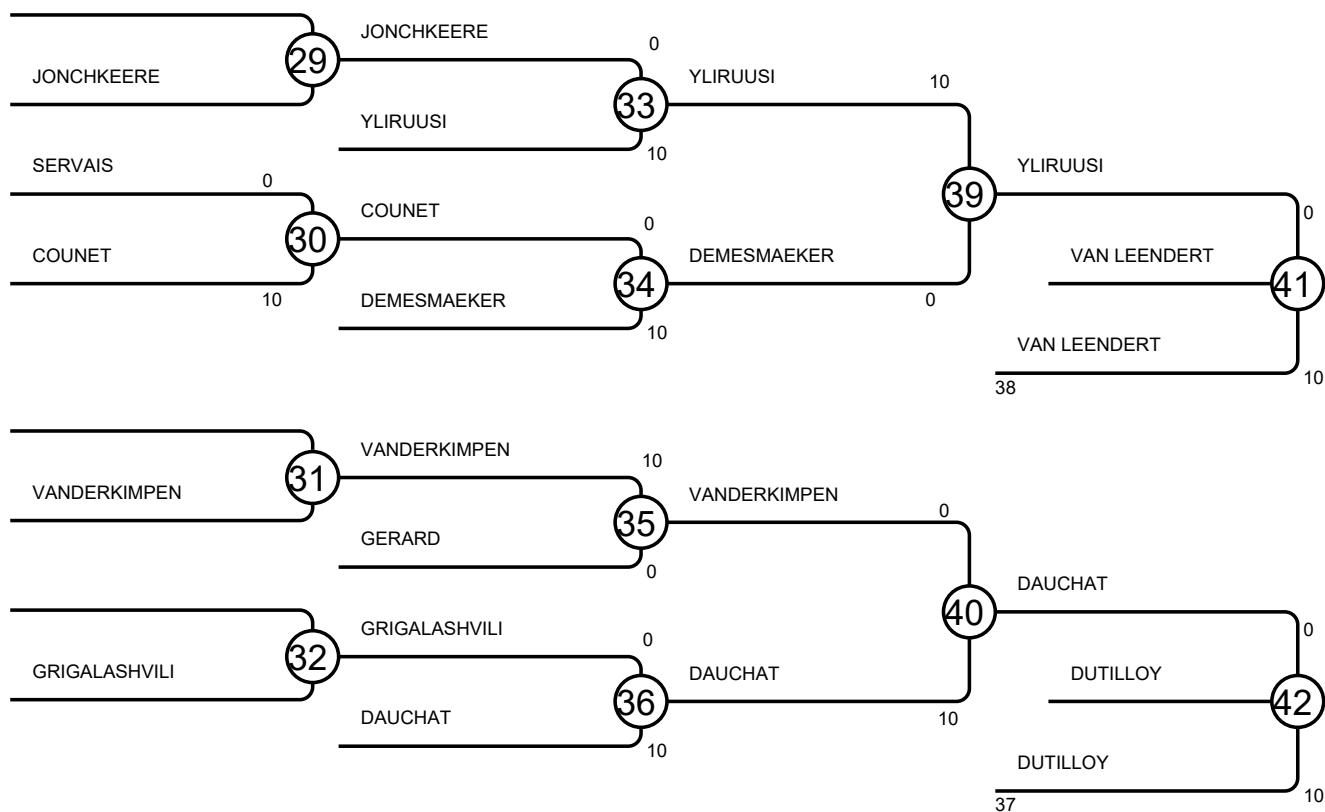 JONCHKEERE
0
29
JONCHKEERE
YLIRUUSI
10
33
YLIRUUSI
10
SERVAIS
0
39
YLIRUUSI
30
COUNET
0
0
COUNET
34
DEMESMAEKER
VAN LEENDERT
41
10
DEMESMAEKER
10
0
VAN LEENDERT
38
10
VANDERKIMPEN
10
31
VANDERKIMPEN
35
VANDERKIMPEN
0
GERARD
0
40
DAUCHAT
GRIGALASHVILI
0
0
32
GRIGALASHVILI
36
DAUCHAT
DUTILLOY
42
DAUCHAT
10
10
DUTILLOY
37
10